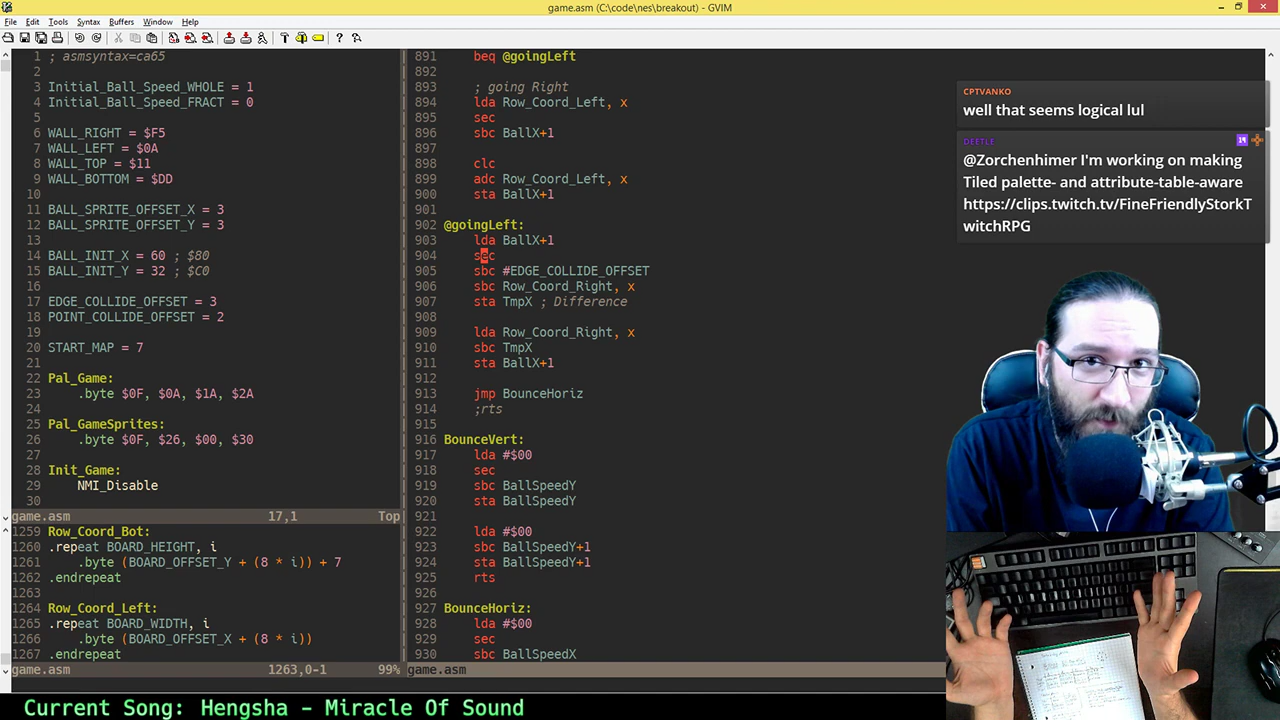 game.asm (C:\code\nes\breakout) - GVIM
File Edit Tools Syntax Buffers Window Help
1 ; asmsyntax=ca65
2
3 Initial_Ball_Speed_WHOLE = 1
4 Initial_Ball_Speed_FRACT = 0
5
6 WALL_RIGHT = $F5
7 WALL_LEFT = $0A
8 WALL_TOP = $11
9 WALL_BOTTOM = $DD
10
11 BALL_SPRITE_OFFSET_X = 3
12 BALL_SPRITE_OFFSET_Y = 3
13
14 BALL_INIT_X = 60 ; $80
15 BALL_INIT_Y = 32 ; $C0
16
17 EDGE_COLLIDE_OFFSET = 3
18 POINT_COLLIDE_OFFSET = 2
19
20 START_MAP = 7
21
22 Pal_Game:
23 .byte $0F, $0A, $1A, $2A
24
25 Pal_GameSprites:
26 .byte $0F, $26, $00, $30
27
28 Init_Game:
29 NMI_Disable
30
game.asm 17,1 Top
1259 Row_Coord_Bot:
1260 .repeat BOARD_HEIGHT, i
1261 .byte (BOARD_OFFSET_Y + (8 * i)) + 7
1262 .endrepeat
1263
1264 Row_Coord_Left:
1265 .repeat BOARD_WIDTH, i
1266 .byte (BOARD_OFFSET_X + (8 * i))
1267 .endrepeat
game.asm 1263,0-1 99%
891 beq @goingLeft
892
893 ; going Right
894 lda Row_Coord_Left, x
895 sec
896 sbc BallX+1
897
898 clc
899 adc Row_Coord_Left, x
900 sta BallX+1
901
902 @goingLeft:
903 lda BallX+1
904 sec
905 sbc #EDGE_COLLIDE_OFFSET
906 sbc Row_Coord_Right, x
907 sta TmpX ; Difference
908
909 lda Row_Coord_Right, x
910 sbc TmpX
911 sta BallX+1
912
913 jmp BounceHoriz
914 ;rts
915
916 BounceVert:
917 lda #$00
918 sec
919 sbc BallSpeedY
920 sta BallSpeedY
921
922 lda #$00
923 sbc BallSpeedY+1
924 sta BallSpeedY+1
925 rts
926
927 BounceHoriz:
928 lda #$00
929 sec
930 sbc BallSpeedX
game.asm
CPTVANKO
well that seems logical lul
DEETLE
@Zorchenhimer I'm working on making
Tiled palette- and attribute-table-aware
https://clips.twitch.tv/FineFriendlyStorkT
witchRPG
Current Song: Hengsha - Miracle Of Sound